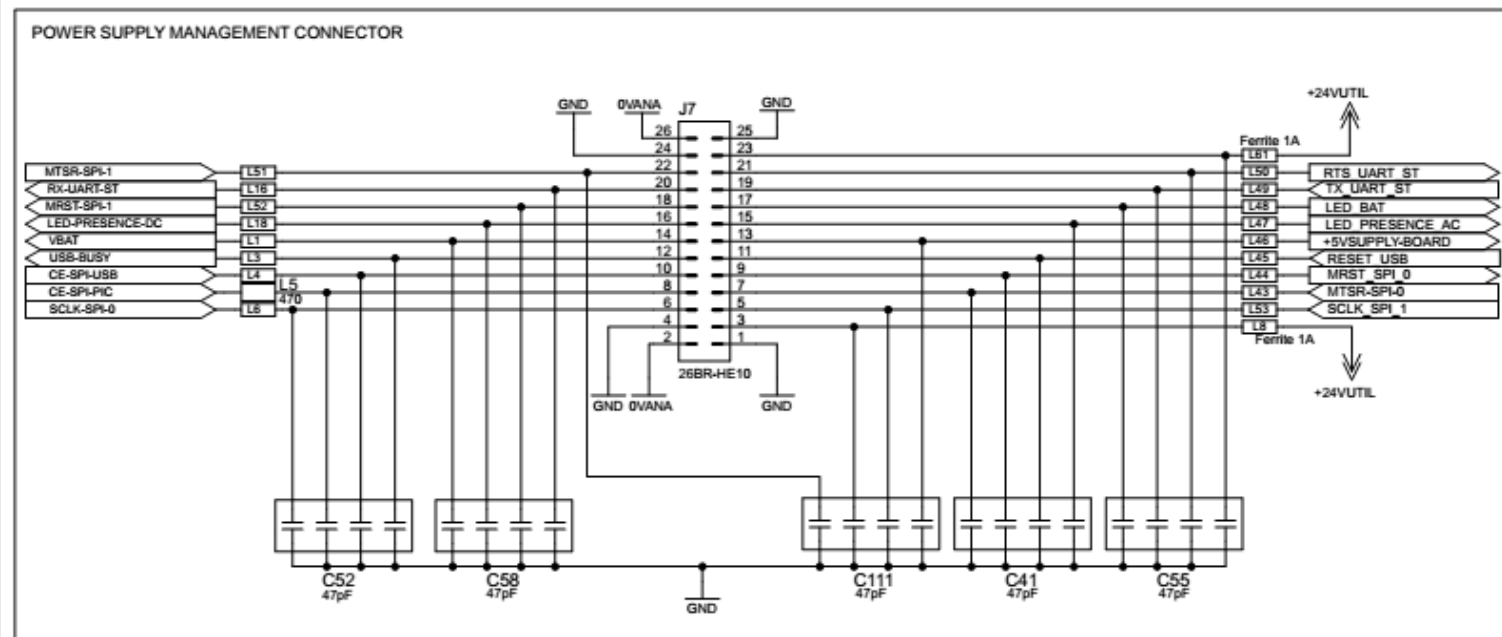 POWER SUPPLY MANAGEMENT CONNECTOR
+24VUTIL
GND 0VANA J7 GND
26 25
Ferrite 1A
24 23 L61
MTSR-SPI-1 L51 22 21 L50 RTS_UART_ST
RX-UART-ST L16 20 19 L49 TX_UART_ST
MRST-SPI-1 L52 18 17 L48 LED_BAT
LED-PRESENCE-DC L18 16 15 L47 LED_PRESENCE_AC
VBAT L1 14 13 L46 +5VSUPPLY-BOARD
USB-BUSY L3 12 11 L45 RESET_USB
CE-SPI-USB L4 10 9 L44 MRST_SPI_0
CE-SPI-PIC L5 8 7 L43 MTSR-SPI-0
470
SCLK-SPI-0 L6 6 5 L53 SCLK_SPI_1
4 3 L8
Ferrite 1A
2 1
26BR-HE10
+24VUTIL
GND 0VANA GND
C52 C58 C111 C41 C55
47pF 47pF 47pF 47pF 47pF
GND